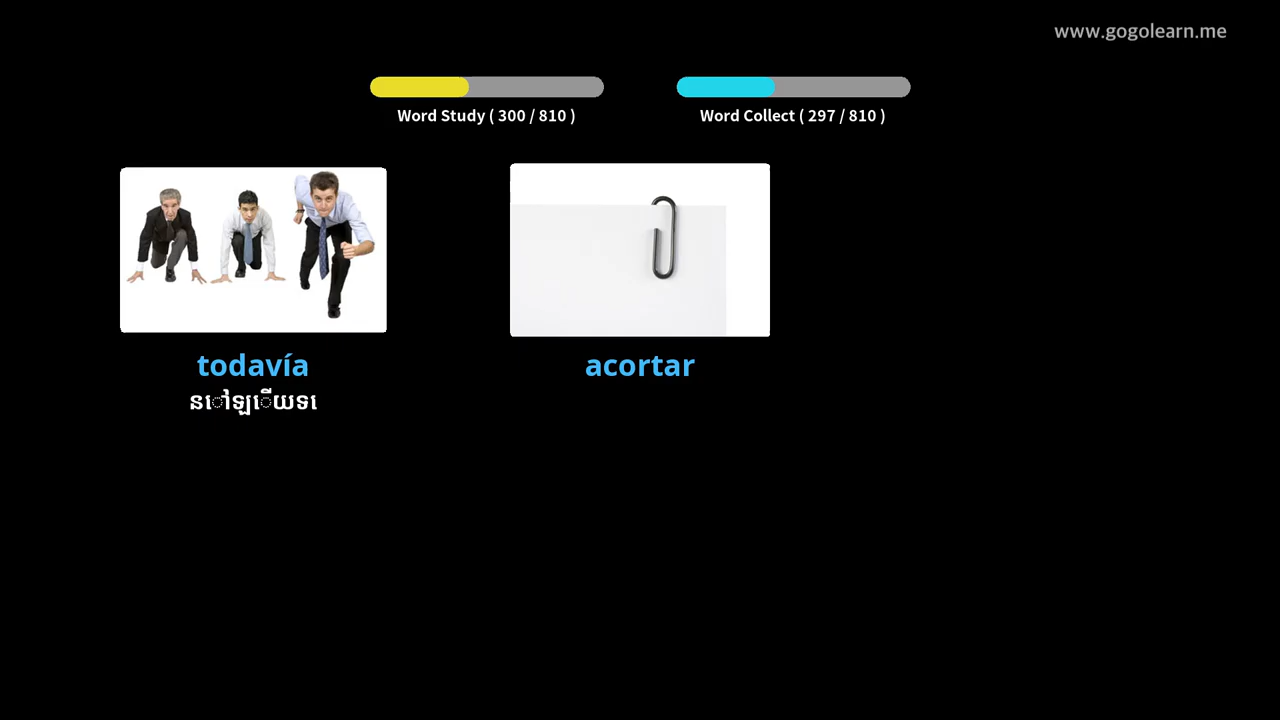 www.gogolearn.me
Word Study ( 300 / 810 )
Word Collect ( 297 / 810 )
todavía
acortar
នៅឡើយទេ